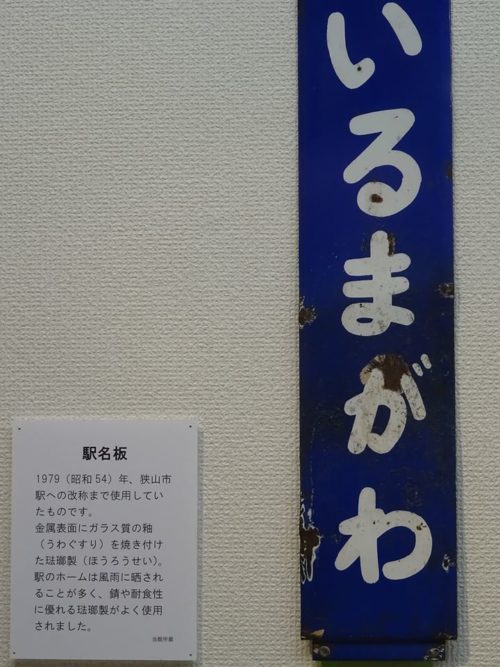 いるまがわ
駅名板
1979（昭和54）年、狭山市
駅への改称まで使用してい
たものです。
金属表面にガラス質の釉
（うわぐすり）を焼き付け
た琺瑯製（ほうろうせい）。
駅のホームは風雨に晒され
ることが多く、錆や耐食性
に優れる琺瑯製がよく使用
されました。
当館所蔵